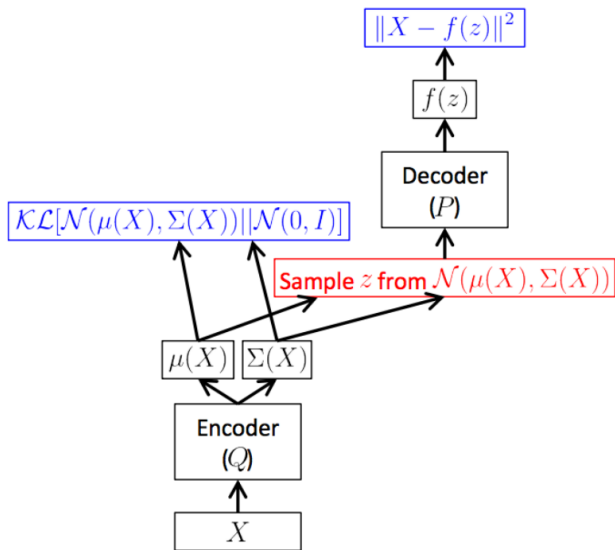 ‖X − f(z)‖²
f(z)
Decoder
(P)
𝒦ℒ[𝒩(μ(X), Σ(X))||𝒩(0, I)]
Sample z from 𝒩(μ(X), Σ(X))
μ(X) Σ(X)
Encoder
(Q)
X